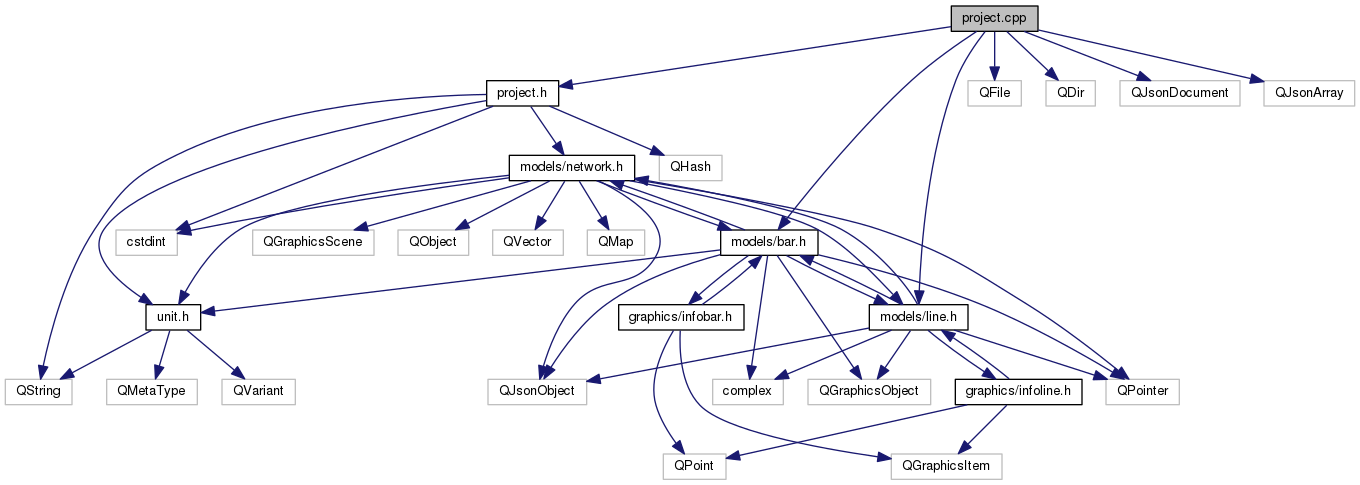 project.cpp
project.h
QFile
QDir
QJsonDocument
QJsonArray
models/network.h
QHash
cstdint
QGraphicsScene
QObject
QVector
QMap
models/bar.h
unit.h
graphics/infobar.h
models/line.h
QString
QMetaType
QVariant
QJsonObject
complex
QGraphicsObject
graphics/infoline.h
QPointer
QPoint
QGraphicsItem